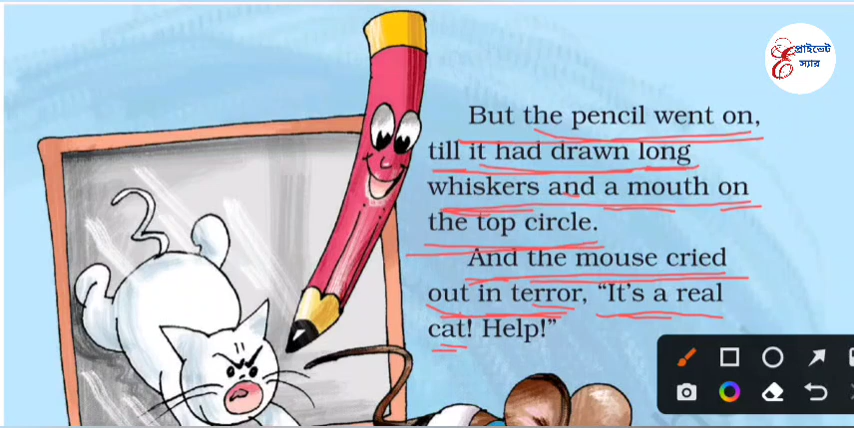 প্রাইভেট
স্যার
But the pencil went on,
till it had drawn long
whiskers and a mouth on
the top circle.
And the mouse cried
out in terror, “It’s a real
cat! Help!”